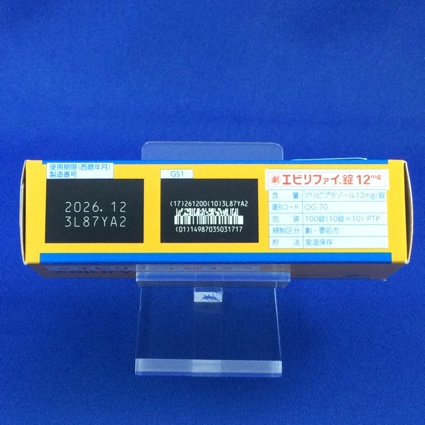 使用期限(西暦年月)
製造番号
2026.12
3L87YA2
GS1
(17)261200(10)3L87YA2
(01)14987035031717
劇 エビリファイ®錠12mg
含量 アリピプラゾール12mg/錠
識別コード OG 70
包装 100錠(10錠×10) PTP
規制区分 劇・要処方
貯法 室温保存